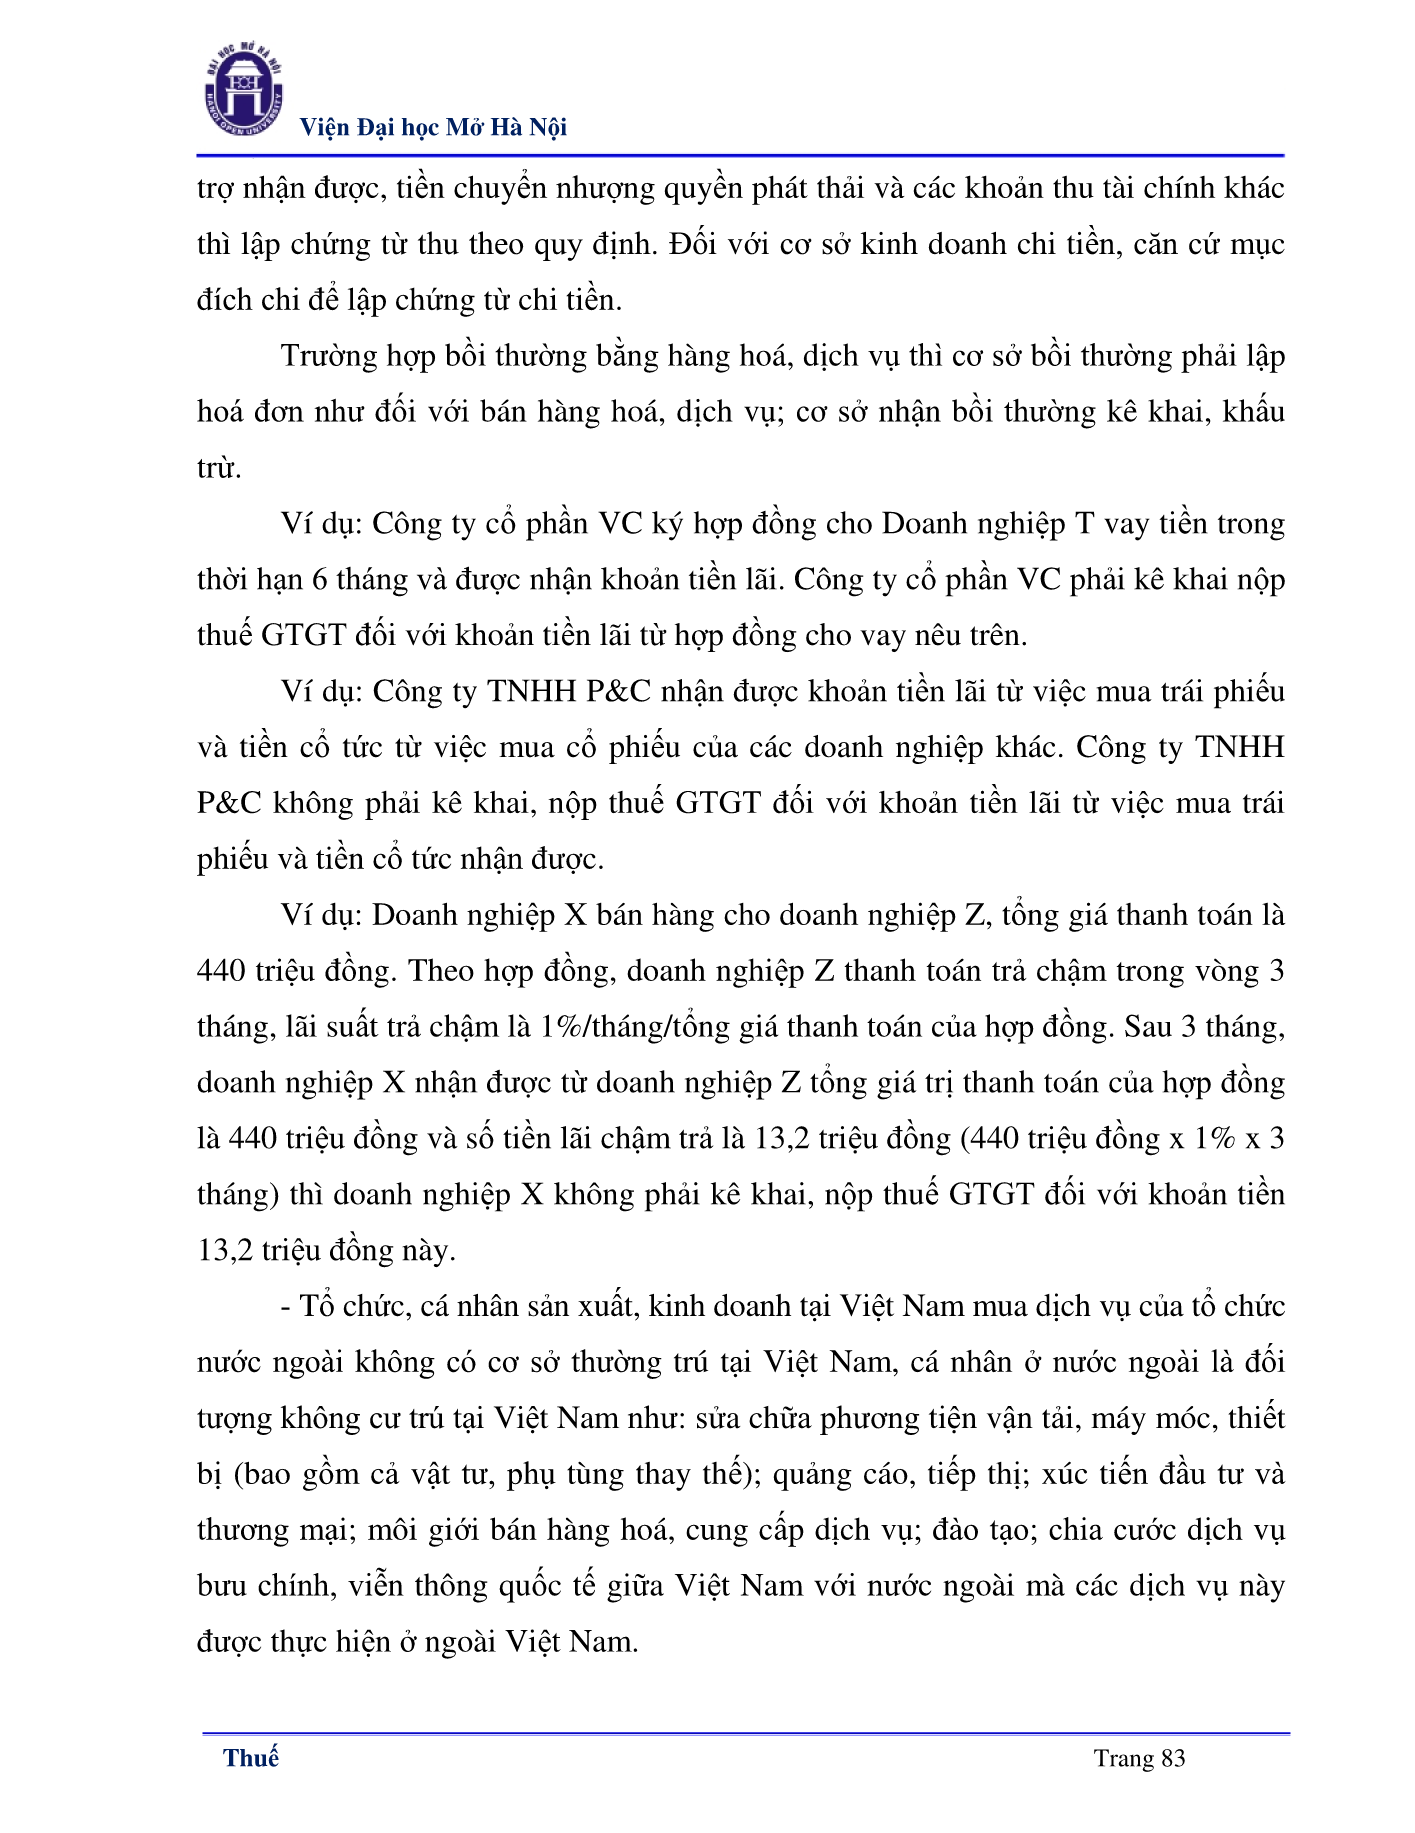 ĐẠI HỌC MỞ HÀ NỘI
HANOI OPEN UNIVERSITY
Viện Đại học Mở Hà Nội
trợ nhận được, tiền chuyển nhượng quyền phát thải và các khoản thu tài chính khác
thì lập chứng từ thu theo quy định. Đối với cơ sở kinh doanh chi tiền, căn cứ mục
đích chi để lập chứng từ chi tiền.
Trường hợp bồi thường bằng hàng hoá, dịch vụ thì cơ sở bồi thường phải lập
hoá đơn như đối với bán hàng hoá, dịch vụ; cơ sở nhận bồi thường kê khai, khấu
trừ.
Ví dụ: Công ty cổ phần VC ký hợp đồng cho Doanh nghiệp T vay tiền trong
thời hạn 6 tháng và được nhận khoản tiền lãi. Công ty cổ phần VC phải kê khai nộp
thuế GTGT đối với khoản tiền lãi từ hợp đồng cho vay nêu trên.
Ví dụ: Công ty TNHH P&C nhận được khoản tiền lãi từ việc mua trái phiếu
và tiền cổ tức từ việc mua cổ phiếu của các doanh nghiệp khác. Công ty TNHH
P&C không phải kê khai, nộp thuế GTGT đối với khoản tiền lãi từ việc mua trái
phiếu và tiền cổ tức nhận được.
Ví dụ: Doanh nghiệp X bán hàng cho doanh nghiệp Z, tổng giá thanh toán là
440 triệu đồng. Theo hợp đồng, doanh nghiệp Z thanh toán trả chậm trong vòng 3
tháng, lãi suất trả chậm là 1%/tháng/tổng giá thanh toán của hợp đồng. Sau 3 tháng,
doanh nghiệp X nhận được từ doanh nghiệp Z tổng giá trị thanh toán của hợp đồng
là 440 triệu đồng và số tiền lãi chậm trả là 13,2 triệu đồng (440 triệu đồng x 1% x 3
tháng) thì doanh nghiệp X không phải kê khai, nộp thuế GTGT đối với khoản tiền
13,2 triệu đồng này.
- Tổ chức, cá nhân sản xuất, kinh doanh tại Việt Nam mua dịch vụ của tổ chức
nước ngoài không có cơ sở thường trú tại Việt Nam, cá nhân ở nước ngoài là đối
tượng không cư trú tại Việt Nam như: sửa chữa phương tiện vận tải, máy móc, thiết
bị (bao gồm cả vật tư, phụ tùng thay thế); quảng cáo, tiếp thị; xúc tiến đầu tư và
thương mại; môi giới bán hàng hoá, cung cấp dịch vụ; đào tạo; chia cước dịch vụ
bưu chính, viễn thông quốc tế giữa Việt Nam với nước ngoài mà các dịch vụ này
được thực hiện ở ngoài Việt Nam.
Thuế
Trang 83